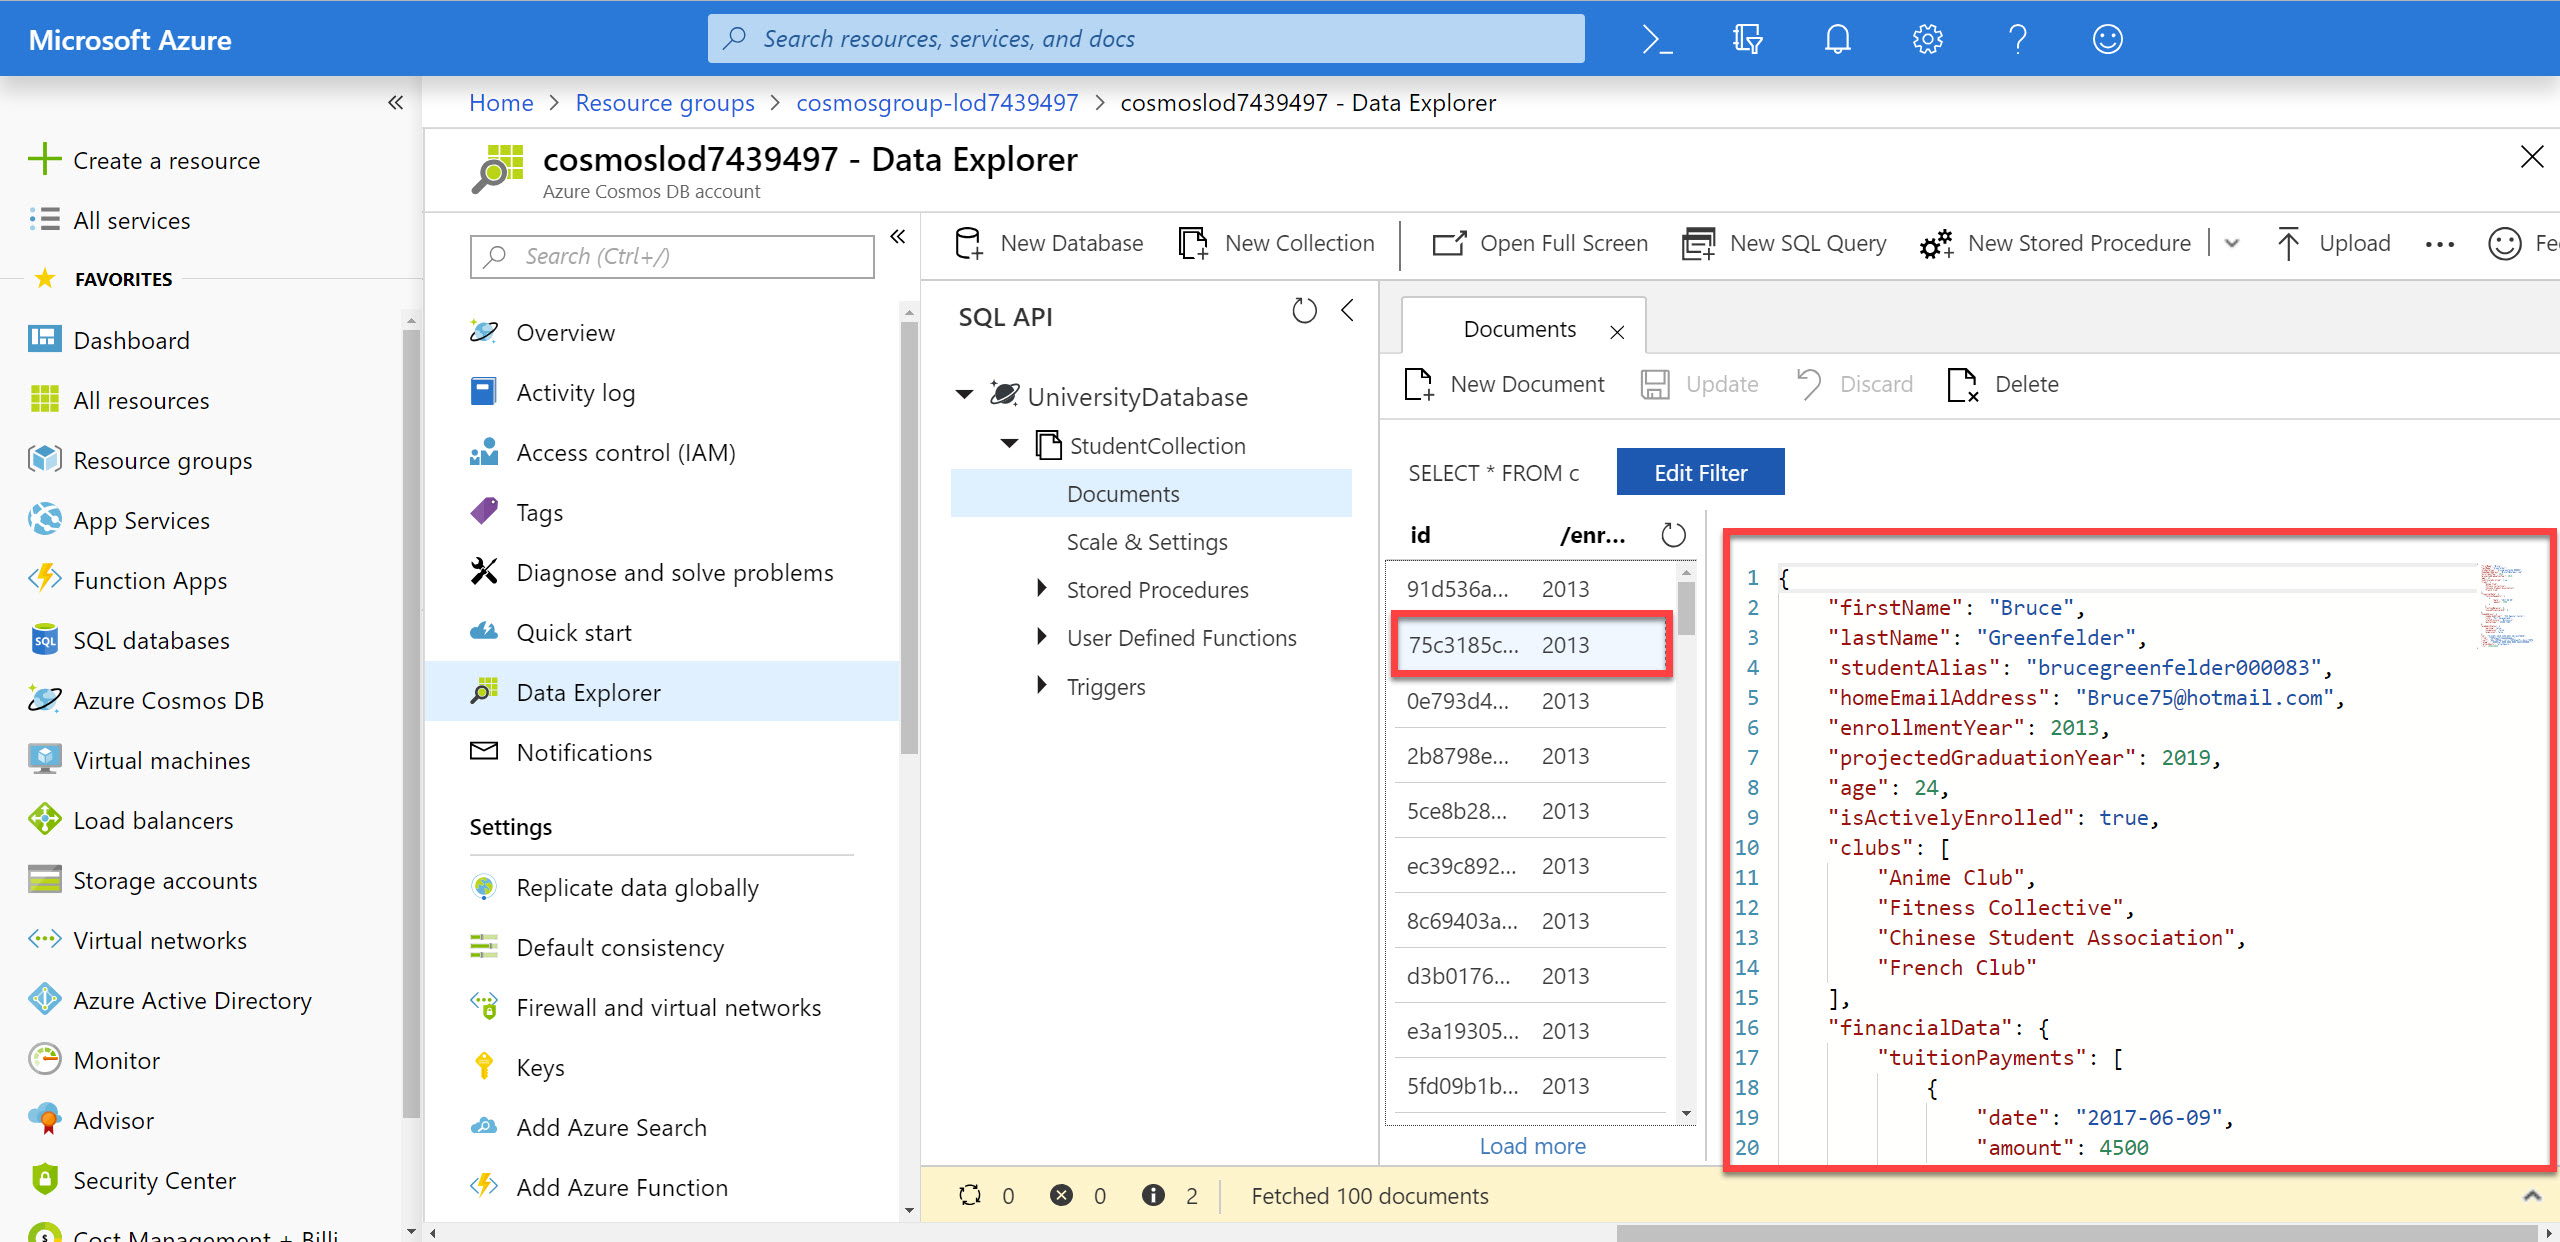 Microsoft Azure
Search resources, services, and docs
Home > Resource groups > cosmosgroup-lod7439497 > cosmoslod7439497 - Data Explorer
Create a resource
All services
FAVORITES
Dashboard
All resources
Resource groups
App Services
Function Apps
SQL databases
Azure Cosmos DB
Virtual machines
Load balancers
Storage accounts
Virtual networks
Azure Active Directory
Monitor
Advisor
Security Center
Cost Management + Billi
cosmoslod7439497 - Data Explorer
Azure Cosmos DB account
Search (Ctrl+/)
Overview
Activity log
Access control (IAM)
Tags
Diagnose and solve problems
Quick start
Data Explorer
Notifications
Settings
Replicate data globally
Default consistency
Firewall and virtual networks
Keys
Add Azure Search
Add Azure Function
New Database New Collection Open Full Screen New SQL Query New Stored Procedure Upload ... Fe
SQL API
UniversityDatabase
StudentCollection
Documents
Scale & Settings
Stored Procedures
User Defined Functions
Triggers
Documents
New Document Update Discard Delete
SELECT * FROM c Edit Filter
id /enr...
91d536a... 2013
75c3185c... 2013
0e793d4... 2013
2b8798e... 2013
5ce8b28... 2013
ec39c892... 2013
8c69403a... 2013
d3b0176... 2013
e3a19305... 2013
5fd09b1b... 2013
Load more
1 {
2 "firstName": "Bruce",
3 "lastName": "Greenfelder",
4 "studentAlias": "brucegreenfelder000083",
5 "homeEmailAddress": "Bruce75@hotmail.com",
6 "enrollmentYear": 2013,
7 "projectedGraduationYear": 2019,
8 "age": 24,
9 "isActivelyEnrolled": true,
10 "clubs": [
11 "Anime Club",
12 "Fitness Collective",
13 "Chinese Student Association",
14 "French Club"
15 ],
16 "financialData": {
17 "tuitionPayments": [
18 {
19 "date": "2017-06-09",
20 "amount": 4500
0 0 2 Fetched 100 documents